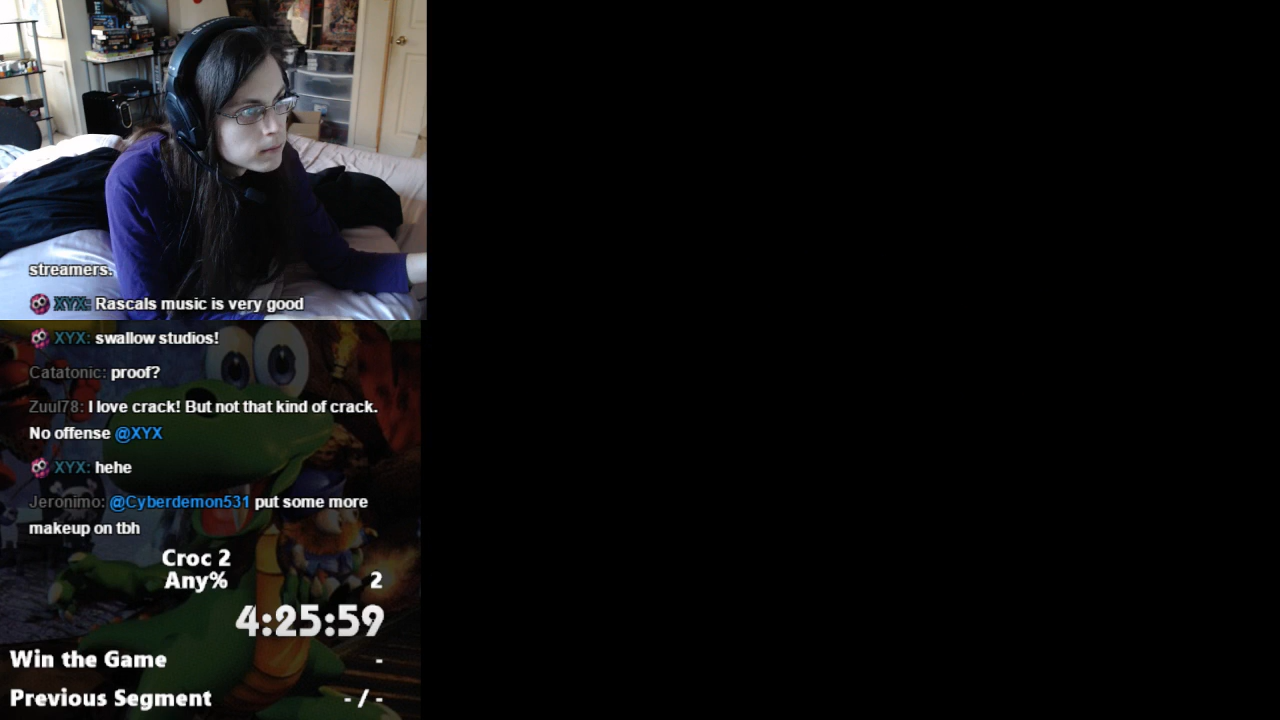 streamers.
XYX: Rascals music is very good
XYX: swallow studios!
Catatonic: proof?
Zuul78: I love crack! But not that kind of crack.
No offense @XYX
XYX: hehe
Jeronimo: @Cyberdemon531 put some more
makeup on tbh
Croc 2
Any% 2
4:25:59
Win the Game -
Previous Segment - / -